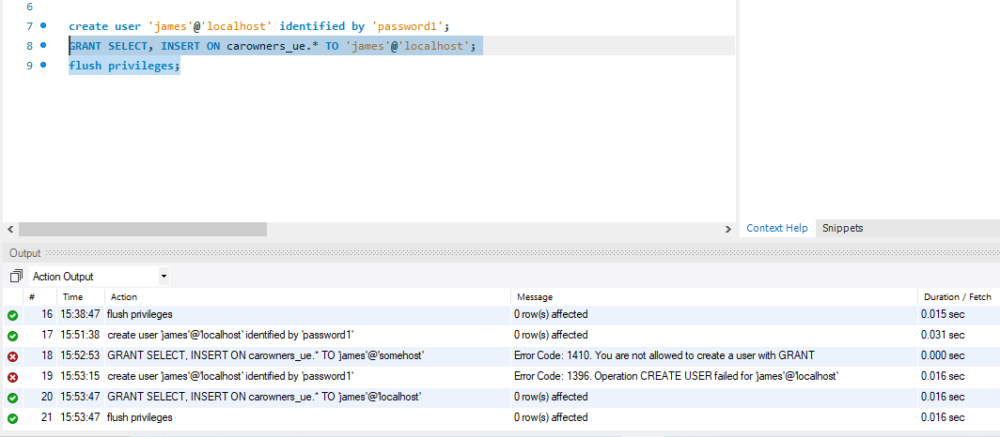 6
7 create user 'james'@'localhost' identified by 'password1';
8 GRANT SELECT, INSERT ON carowners_ue.* TO 'james'@'localhost';
9 flush privileges;
Context Help Snippets
Output
Action Output
# Time Action Message Duration / Fetch
16 15:38:47 flush privileges 0 row(s) affected 0.015 sec
17 15:51:38 create user 'james'@'localhost' identified by 'password1' 0 row(s) affected 0.031 sec
18 15:52:53 GRANT SELECT, INSERT ON carowners_ue.* TO 'james'@'somehost' Error Code: 1410. You are not allowed to create a user with GRANT 0.000 sec
19 15:53:15 create user 'james'@'localhost' identified by 'password1' Error Code: 1396. Operation CREATE USER failed for 'james'@'localhost' 0.016 sec
20 15:53:47 GRANT SELECT, INSERT ON carowners_ue.* TO 'james'@'localhost' 0 row(s) affected 0.016 sec
21 15:53:47 flush privileges 0 row(s) affected 0.016 sec